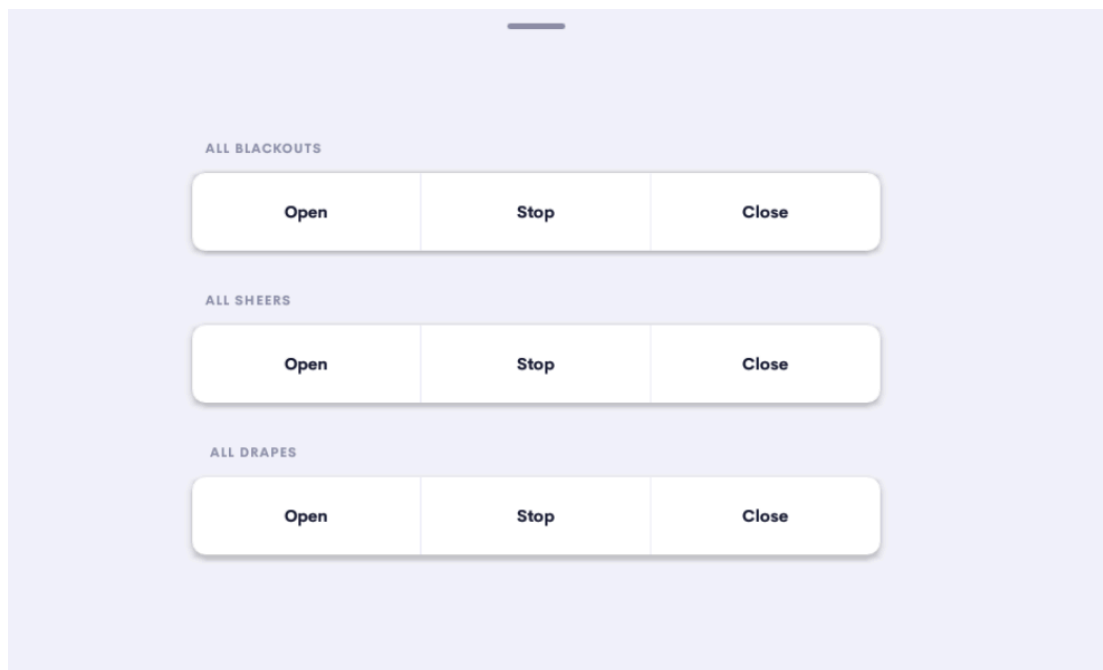 ALL BLACKOUTS
Open Stop Close
ALL SHEERS
Open Stop Close
ALL DRAPES
Open Stop Close